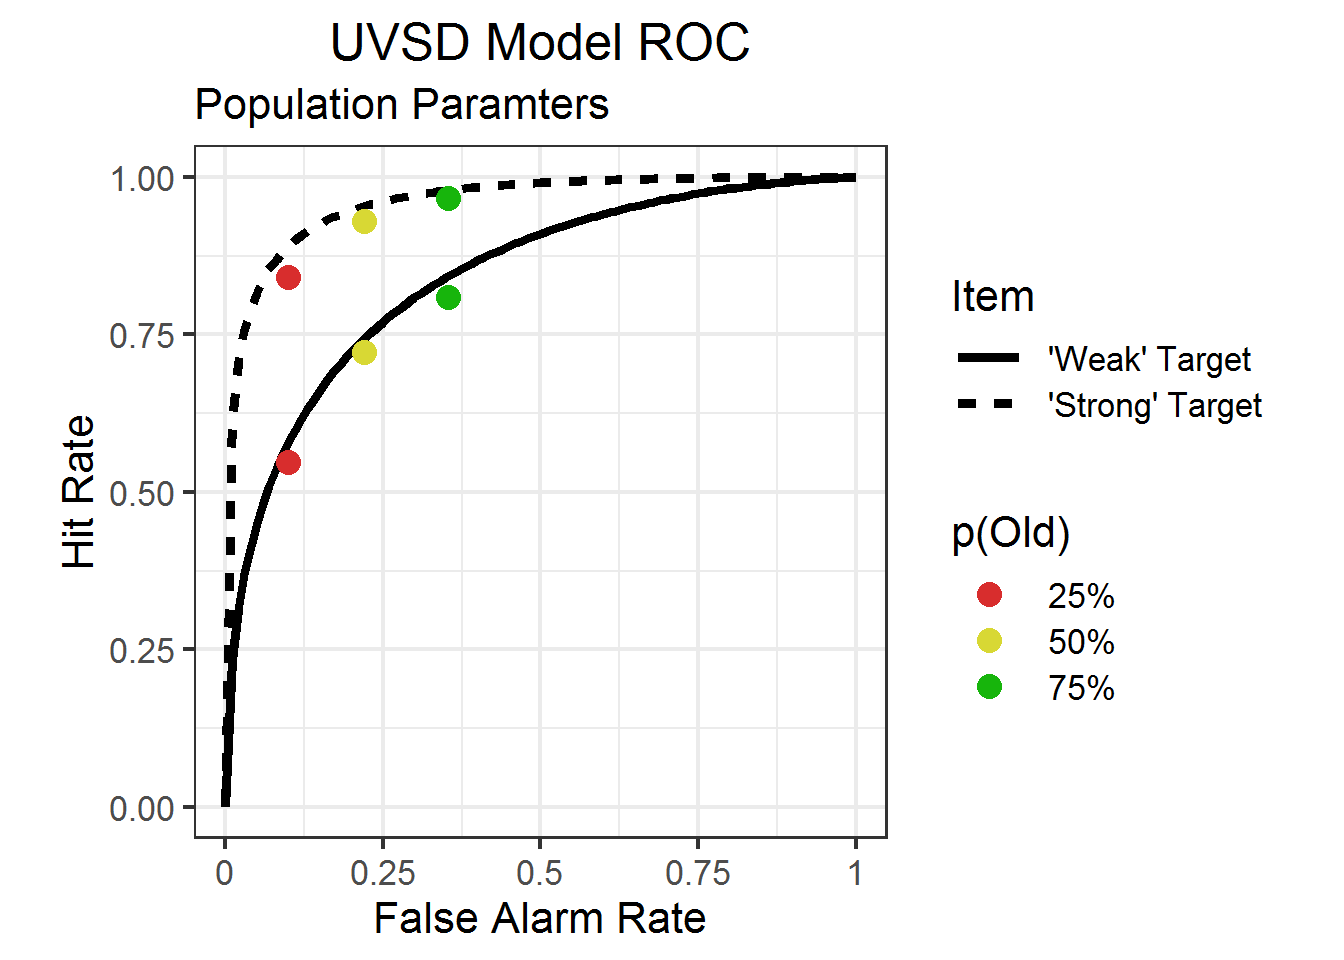 UVSD Model ROC
Population Paramters
1.00
0.75
0.50
0.25
0.00
Hit Rate
0
0.25
0.5
0.75
1
False Alarm Rate
Item
'Weak' Target
'Strong' Target
p(Old)
25%
50%
75%